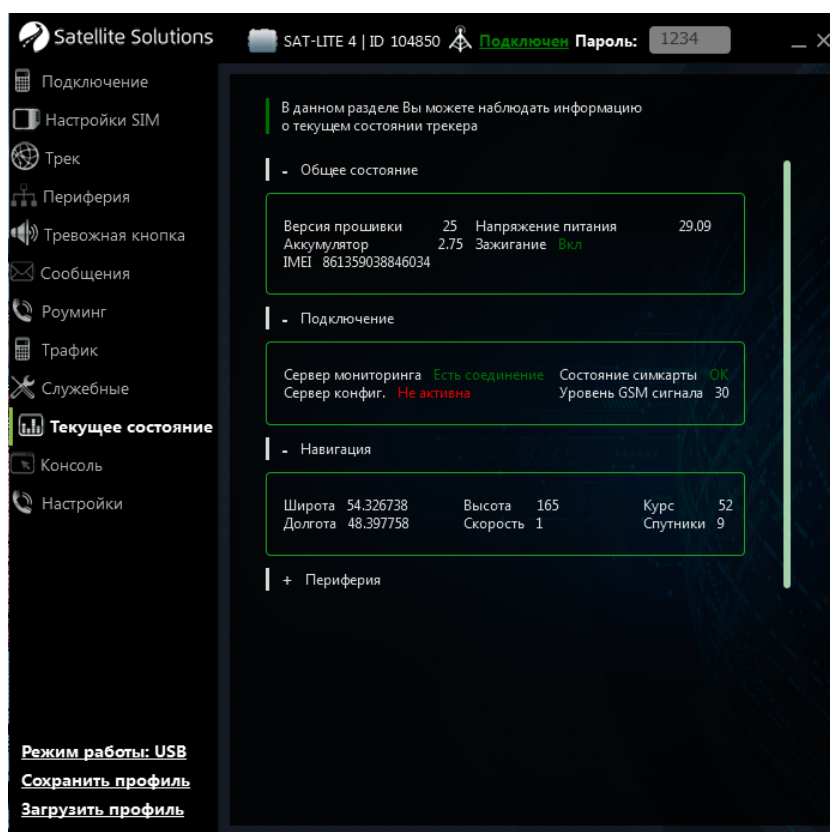 Satellite Solutions
SAT-LITE 4 | ID 104850 Подключен Пароль: 1234
Подключение
Настройки SIM
Трек
Периферия
Тревожная кнопка
Сообщения
Роуминг
Трафик
Служебные
Текущее состояние
Консоль
Настройки
Режим работы: USB
Сохранить профиль
Загрузить профиль
В данном разделе Вы можете наблюдать информацию
о текущем состоянии трекера
- Общее состояние
Версия прошивки 25 Напряжение питания 29.09
Аккумулятор 2.75 Зажигание Вкл
IMEI 861359038846034
- Подключение
Сервер мониторинга Есть соединение Состояние симкарты OK
Сервер конфиг. Не активна Уровень GSM сигнала 30
- Навигация
Широта 54.326738 Высота 165 Курс 52
Долгота 48.397758 Скорость 1 Спутники 9
+ Периферия